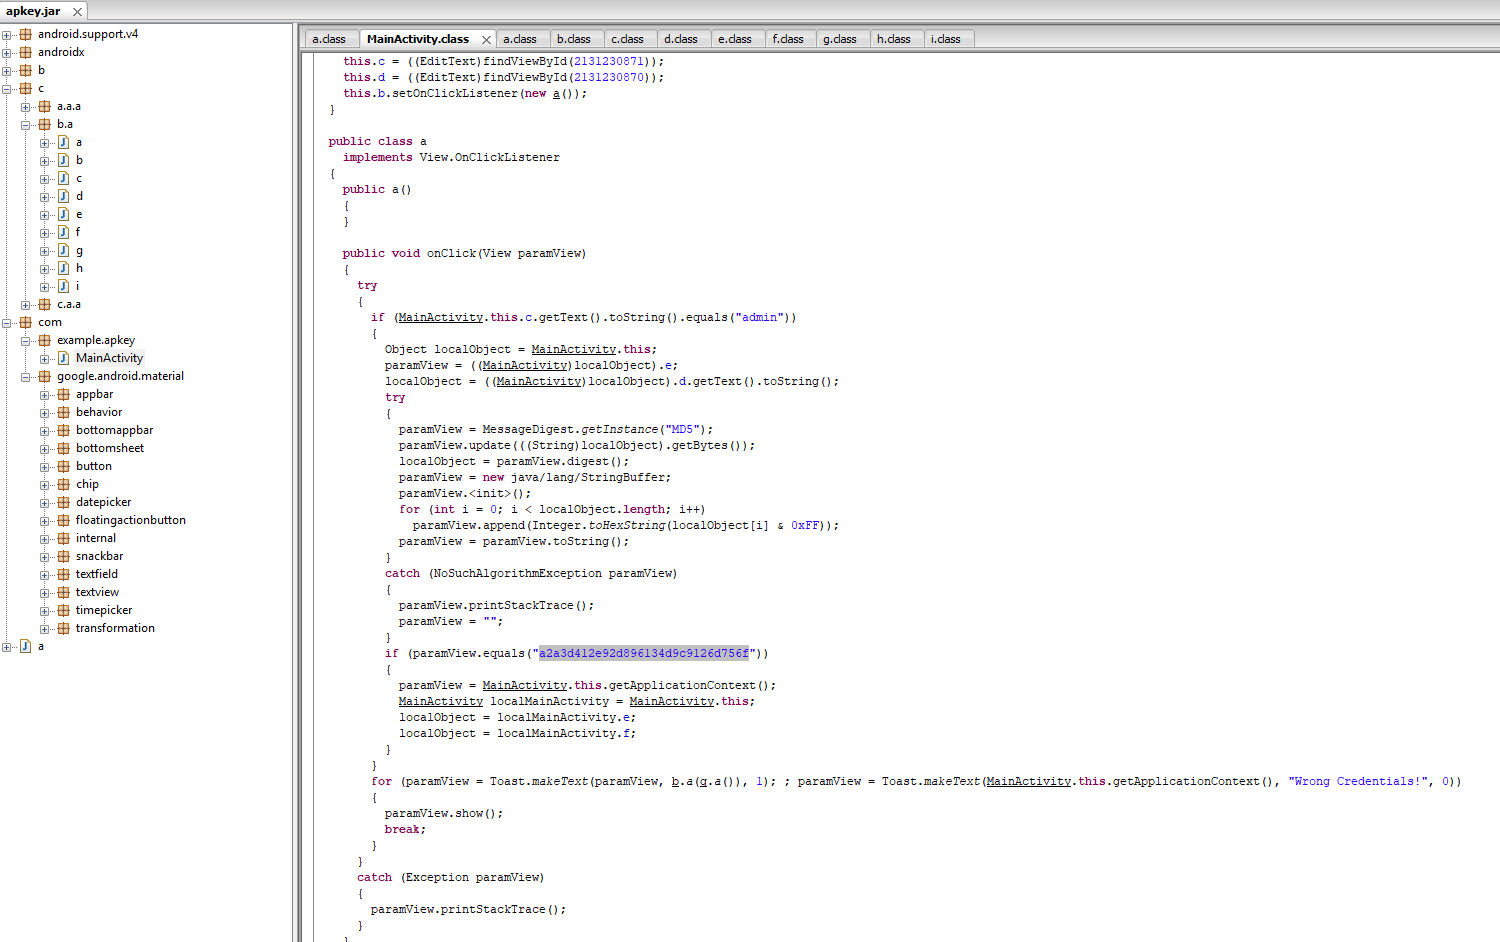 apkey.jar
android.support.v4
androidx
b
c
a.a.a
b.a
a
b
c
d
e
f
g
h
i
c.a.a
com
example.apkey
MainActivity
google.android.material
appbar
behavior
bottomappbar
bottomsheet
button
chip
datepicker
floatingactionbutton
internal
snackbar
textfield
textview
timepicker
transformation
a
a.class MainActivity.class a.class b.class c.class d.class e.class f.class g.class h.class i.class
this.c = ((EditText)findViewById(2131230871));
this.d = ((EditText)findViewById(2131230870));
this.b.setOnClickListener(new a());
}
public class a
implements View.OnClickListener
{
public a()
{
}
public void onClick(View paramView)
{
try
{
if (MainActivity.this.c.getText().toString().equals("admin"))
{
Object localObject = MainActivity.this;
paramView = ((MainActivity)localObject).e;
localObject = ((MainActivity)localObject).d.getText().toString();
try
{
paramView = MessageDigest.getInstance("MD5");
paramView.update(((String)localObject).getBytes());
localObject = paramView.digest();
paramView = new java/lang/StringBuffer;
paramView.<init>();
for (int i = 0; i < localObject.length; i++)
paramView.append(Integer.toHexString(localObject[i] & 0xFF));
paramView = paramView.toString();
}
catch (NoSuchAlgorithmException paramView)
{
paramView.printStackTrace();
paramView = "";
}
if (paramView.equals("a2a3d412e92d896134d9c9126d756f"))
{
paramView = MainActivity.this.getApplicationContext();
MainActivity localMainActivity = MainActivity.this;
localObject = localMainActivity.e;
localObject = localMainActivity.f;
}
}
for (paramView = Toast.makeText(paramView, b.a(g.a()), 1); ; paramView = Toast.makeText(MainActivity.this.getApplicationContext(), "Wrong Credentials!", 0))
{
paramView.show();
break;
}
}
catch (Exception paramView)
{
paramView.printStackTrace();
}